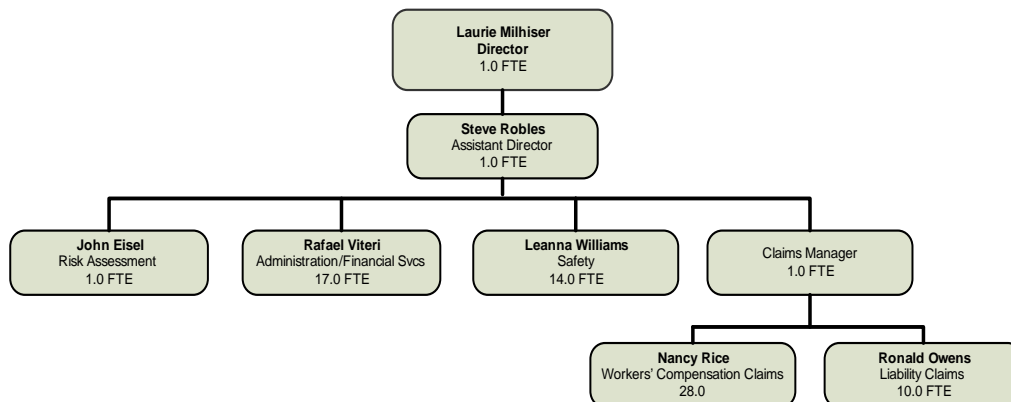 Laurie Milhiser
Director
1.0 FTE
Steve Robles
Assistant Director
1.0 FTE
John Eisel
Risk Assessment
1.0 FTE
Rafael Viteri
Administration/Financial Svcs
17.0 FTE
Leanna Williams
Safety
14.0 FTE
Claims Manager
1.0 FTE
Nancy Rice
Workers' Compensation Claims
28.0
Ronald Owens
Liability Claims
10.0 FTE